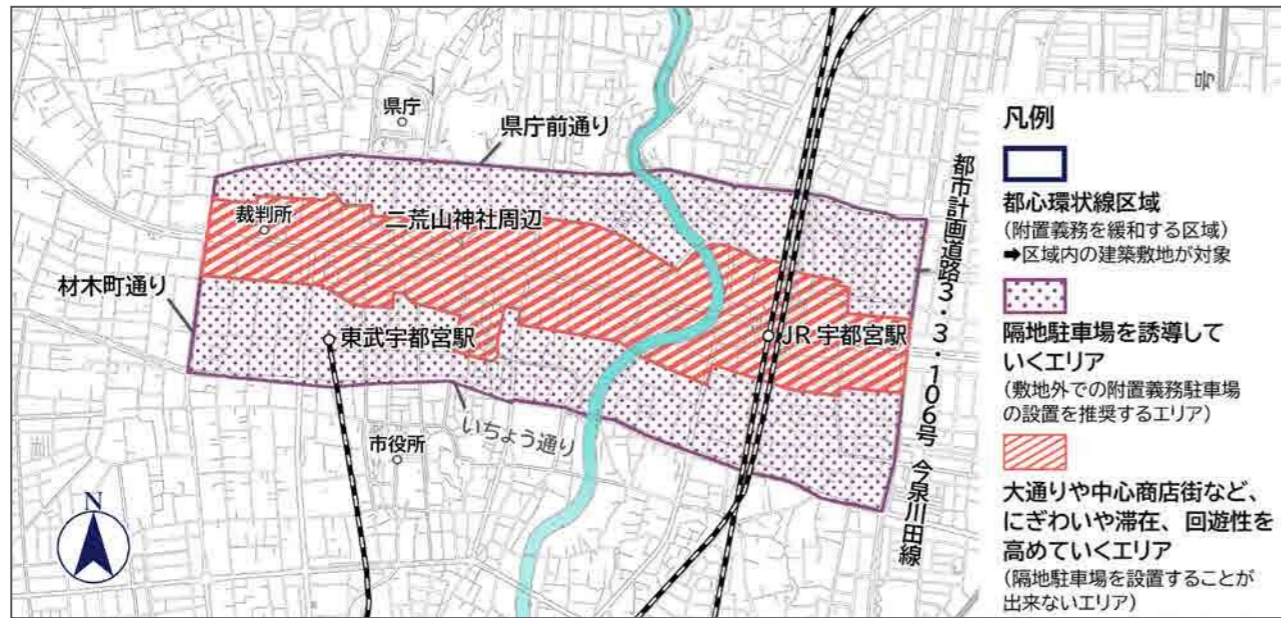 県庁
県庁前通り
裁判所
二荒山神社周辺
材木町通り
東武宇都宮駅
JR宇都宮駅
いちょう通り
市役所
N
都市計画道路3・3・106号 今泉川田線
凡例
都心環状線区域
(附置義務を緩和する区域)
➡区域内の建築敷地が対象
隔地駐車場を誘導して
いくエリア
(敷地外での附置義務駐車場
の設置を推奨するエリア)
大通りや中心商店街など、
にぎわいや滞在、回遊性を
高めていくエリア
(隔地駐車場を設置することが
出来ないエリア)